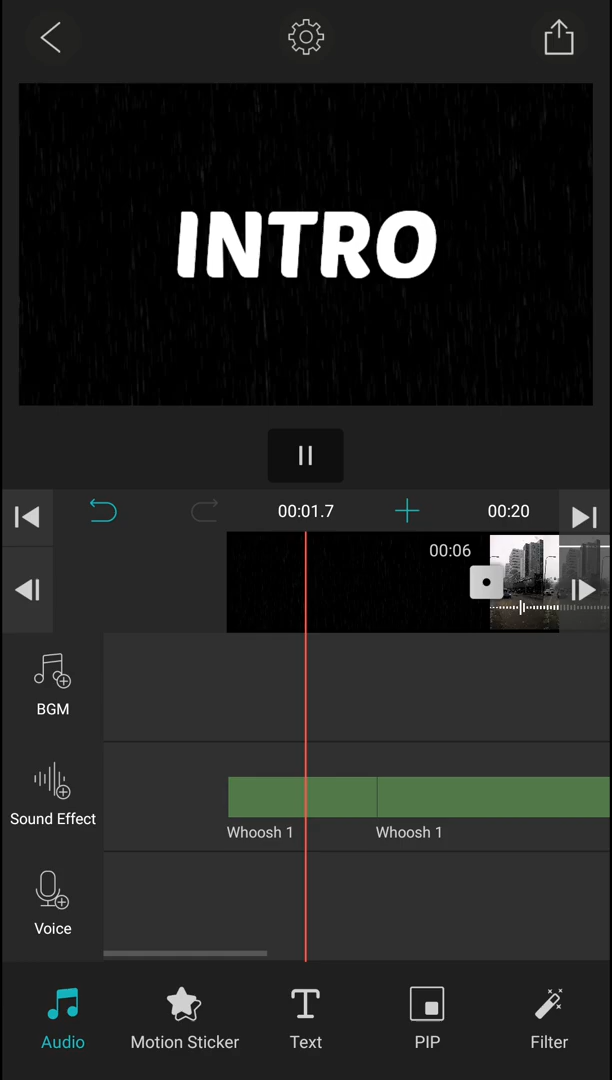 INTRO
00:01.7
00:20
00:06
BGM
Sound Effect
Whoosh 1
Whoosh 1
Voice
Audio
Motion Sticker
Text
PIP
Filter